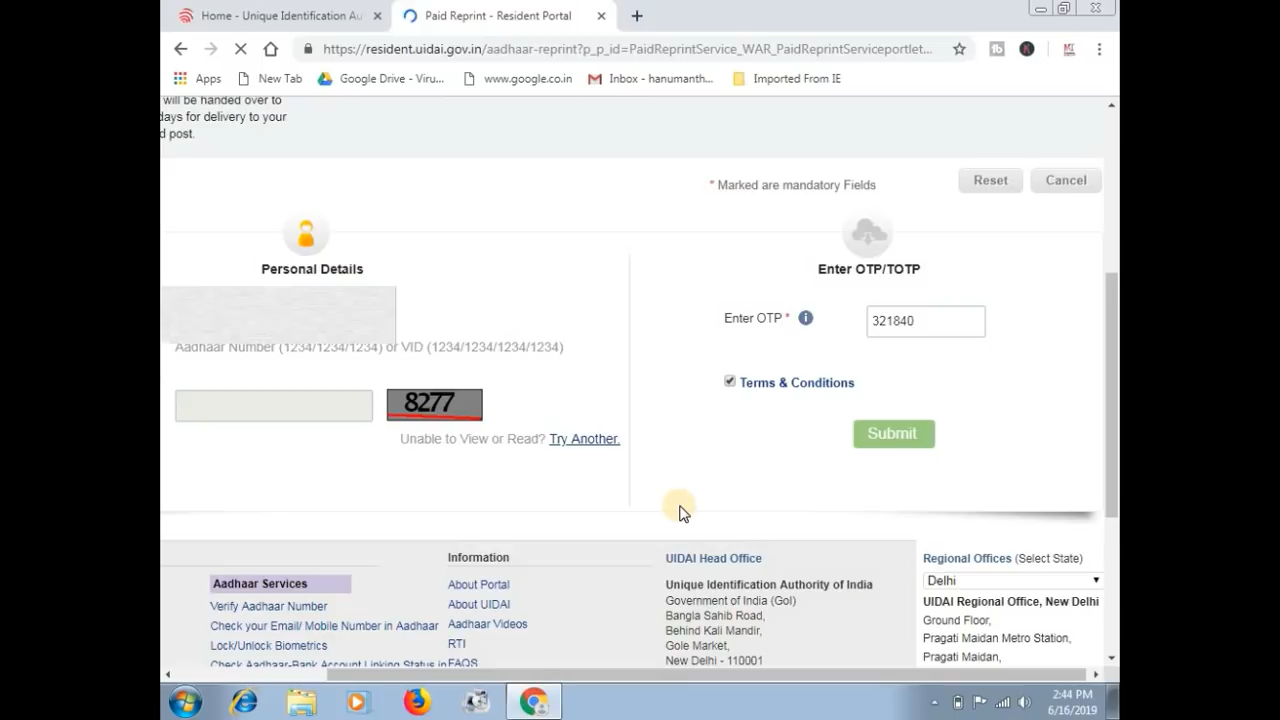 Home - Unique Identification Au
Paid Reprint - Resident Portal
https://resident.uidai.gov.in/aadhaar-reprint?p_p_id=PaidReprintService_WAR_PaidReprintServiceportlet...
Apps
New Tab
Google Drive - Viru...
www.google.co.in
Inbox - hanumanth...
Imported From IE
will be handed over to
days for delivery to your
d post.
* Marked are mandatory Fields
Reset
Cancel
Personal Details
Enter OTP/TOTP
Enter OTP *
321840
Aadhaar Number (1234/1234/1234) or VID (1234/1234/1234/1234)
Terms & Conditions
8277
Submit
Unable to View or Read? Try Another.
Aadhaar Services
Verify Aadhaar Number
Check your Email/ Mobile Number in Aadhaar
Lock/Unlock Biometrics
Check Aadhaar-Bank Account Linking Status in
Information
About Portal
About UIDAI
Aadhaar Videos
RTI
FAQS
UIDAI Head Office
Unique Identification Authority of India
Government of India (GoI)
Bangla Sahib Road,
Behind Kali Mandir,
Gole Market,
New Delhi - 110001
Regional Offices (Select State)
Delhi
UIDAI Regional Office, New Delhi
Ground Floor,
Pragati Maidan Metro Station,
Pragati Maidan,
2:44 PM
6/16/2019